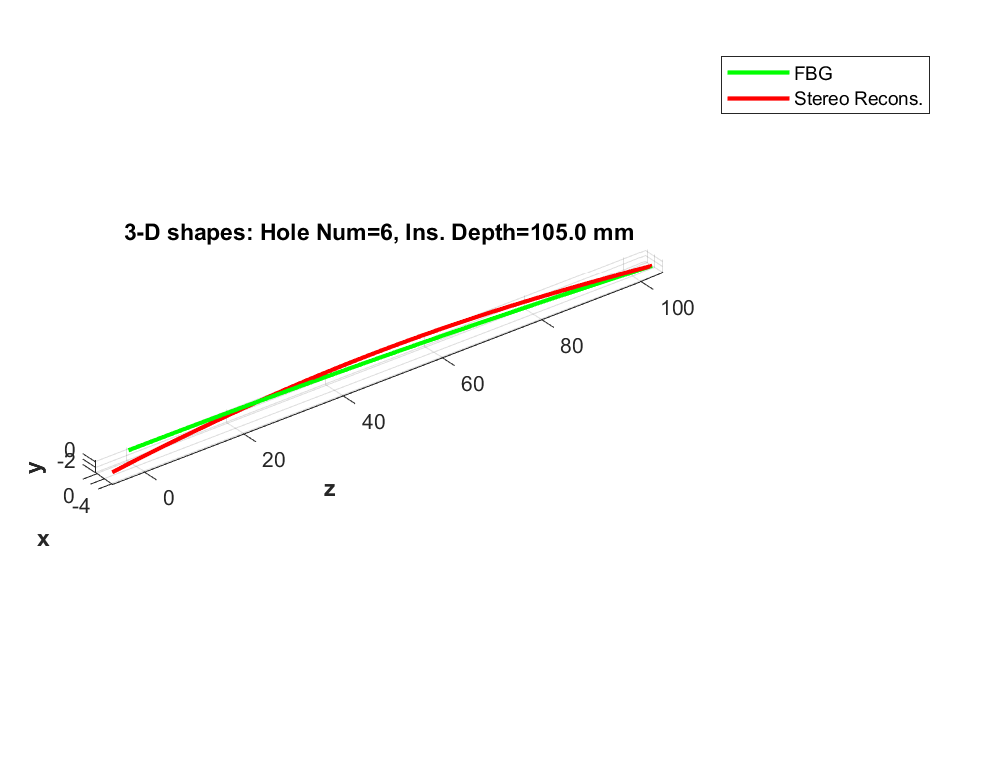 FBG
Stereo Recons.
3-D shapes: Hole Num=6, Ins. Depth=105.0 mm
100
80
60
40
20
0
z
0
-2
y
0
-4
x